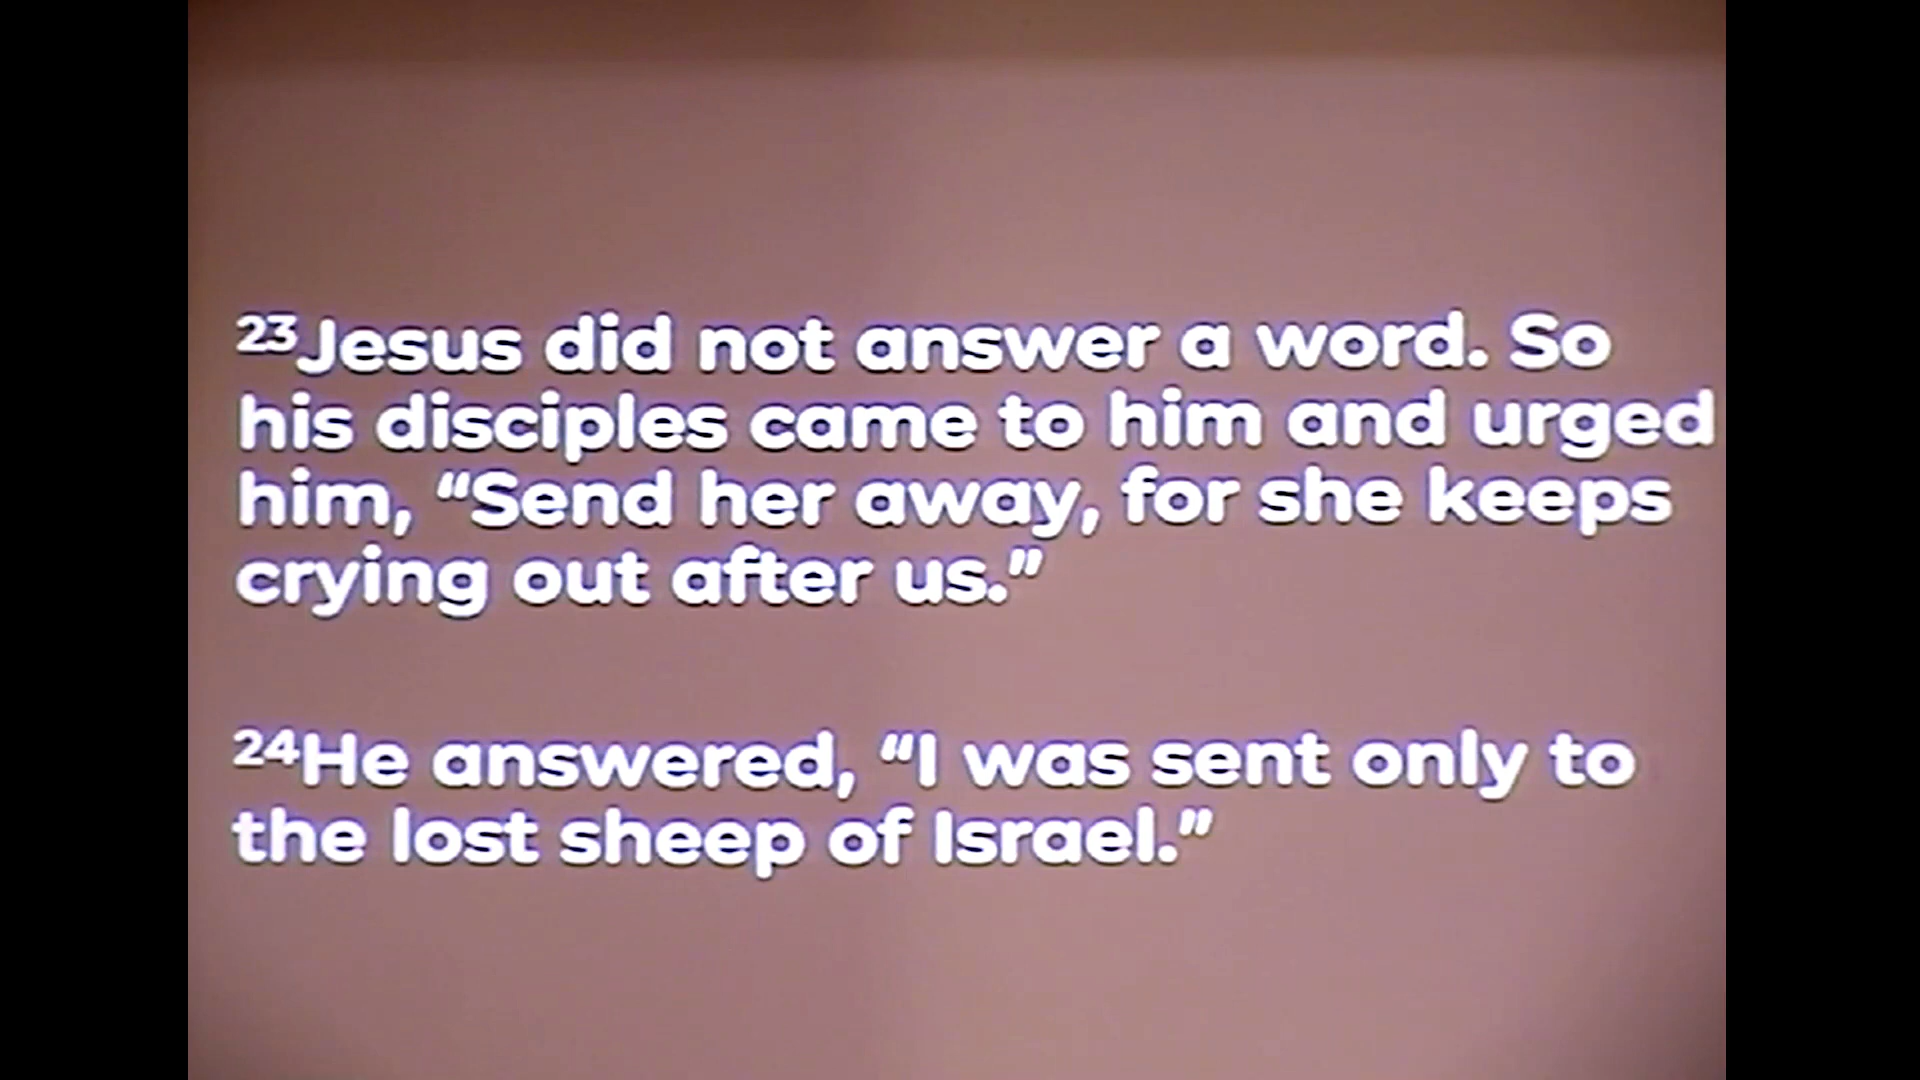 23Jesus did not answer a word. So
his disciples came to him and urged
him, “Send her away, for she keeps
crying out after us.”
24He answered, “I was sent only to
the lost sheep of Israel.”